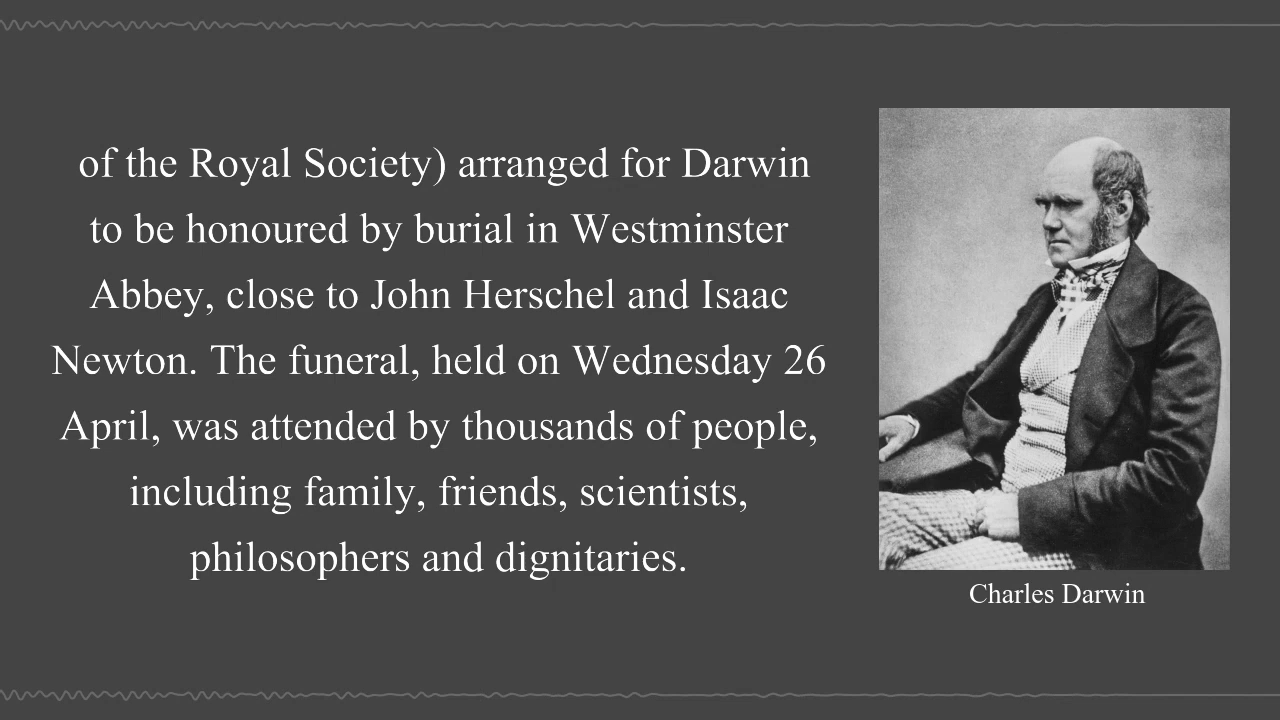 of the Royal Society) arranged for Darwin
to be honoured by burial in Westminster
Abbey, close to John Herschel and Isaac
Newton. The funeral, held on Wednesday 26
April, was attended by thousands of people,
including family, friends, scientists,
philosophers and dignitaries.
Charles Darwin